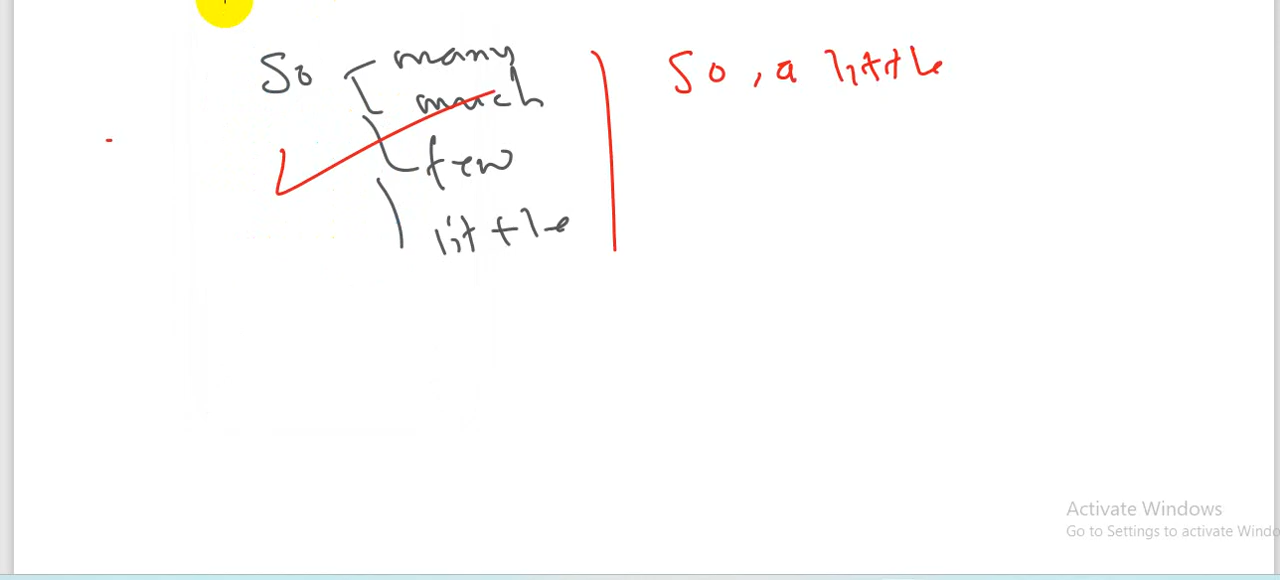 So many
much
few
little
So, a little
Activate Windows
Go to Settings to activate Windo